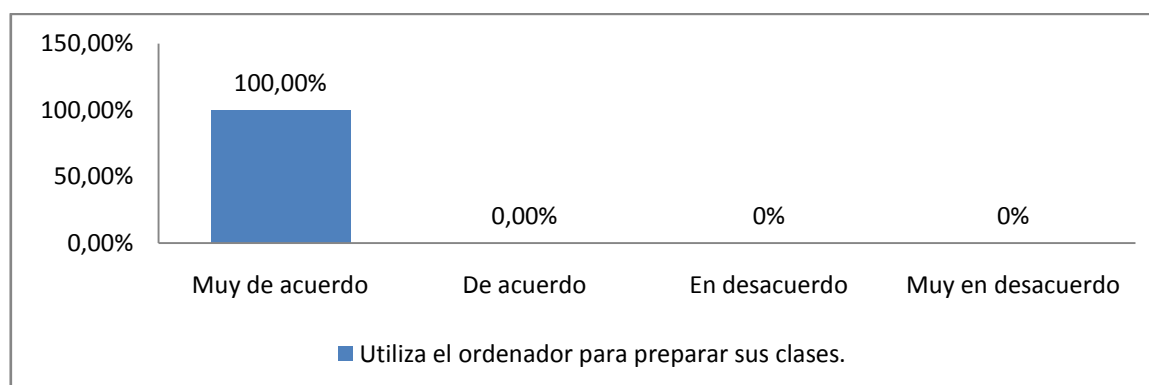 150,00%
100,00%
50,00%
0,00%
100,00%
0,00%
0%
0%
Muy de acuerdo
De acuerdo
En desacuerdo
Muy en desacuerdo
Utiliza el ordenador para preparar sus clases.